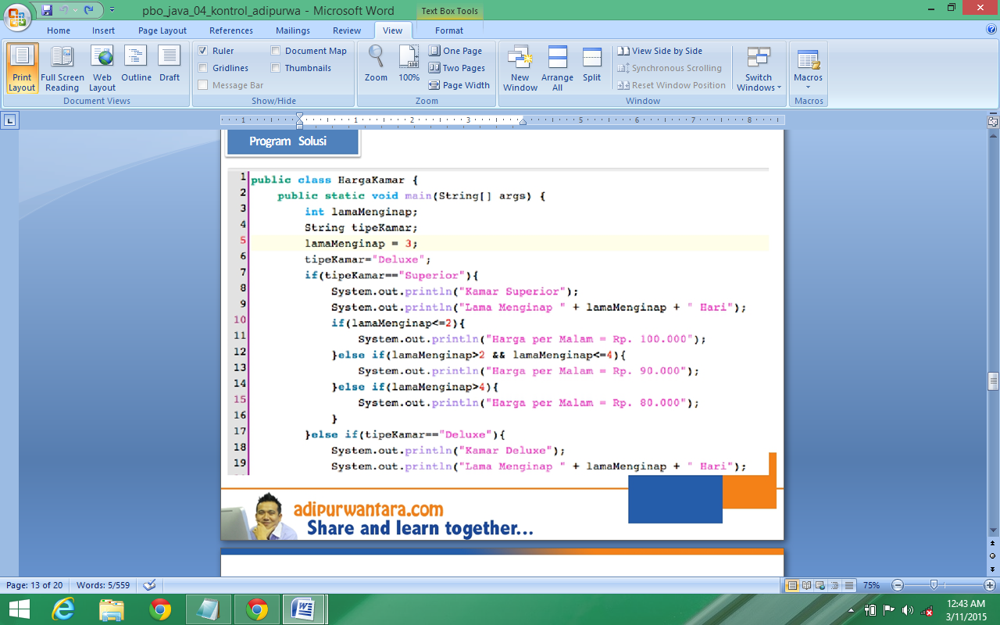 pbo_java_04_kontrol_adipurwa - Microsoft Word
Text Box Tools
Home Insert Page Layout References Mailings Review View Format
Print Layout
Full Screen Reading
Web Layout
Outline
Draft
Document Views
Ruler
Gridlines
Message Bar
Document Map
Thumbnails
Show/Hide
Zoom
100%
One Page
Two Pages
Page Width
Zoom
New Window
Arrange All
Split
View Side by Side
Synchronous Scrolling
Reset Window Position
Window
Switch Windows
Macros
Macros
L
1 1 2 3 5 6 7 8
Program Solusi
1 public class HargaKamar {
2 public static void main(String[] args) {
3 int lamaMenginap;
4 String tipeKamar;
5 lamaMenginap = 3;
6 tipeKamar="Deluxe";
7 if(tipeKamar=="Superior"){
8 System.out.println("Kamar Superior");
9 System.out.println("Lama Menginap " + lamaMenginap + " Hari");
10 if(lamaMenginap<=2){
11 System.out.println("Harga per Malam = Rp. 100.000");
12 }else if(lamaMenginap>2 && lamaMenginap<=4){
13 System.out.println("Harga per Malam = Rp. 90.000");
14 }else if(lamaMenginap>4){
15 System.out.println("Harga per Malam = Rp. 80.000");
16 }
17 }else if(tipeKamar=="Deluxe"){
18 System.out.println("Kamar Deluxe");
19 System.out.println("Lama Menginap " + lamaMenginap + " Hari");
adipurwantara.com
Share and learn together...
Page: 13 of 20 Words: 5/559 75%
12:43 AM
3/11/2015